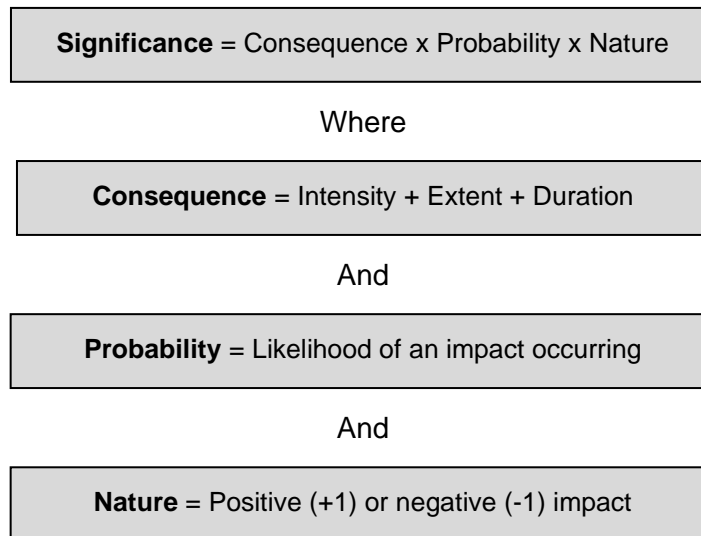 Significance = Consequence x Probability x Nature
Where
Consequence = Intensity + Extent + Duration
And
Probability = Likelihood of an impact occurring
And
Nature = Positive (+1) or negative (-1) impact